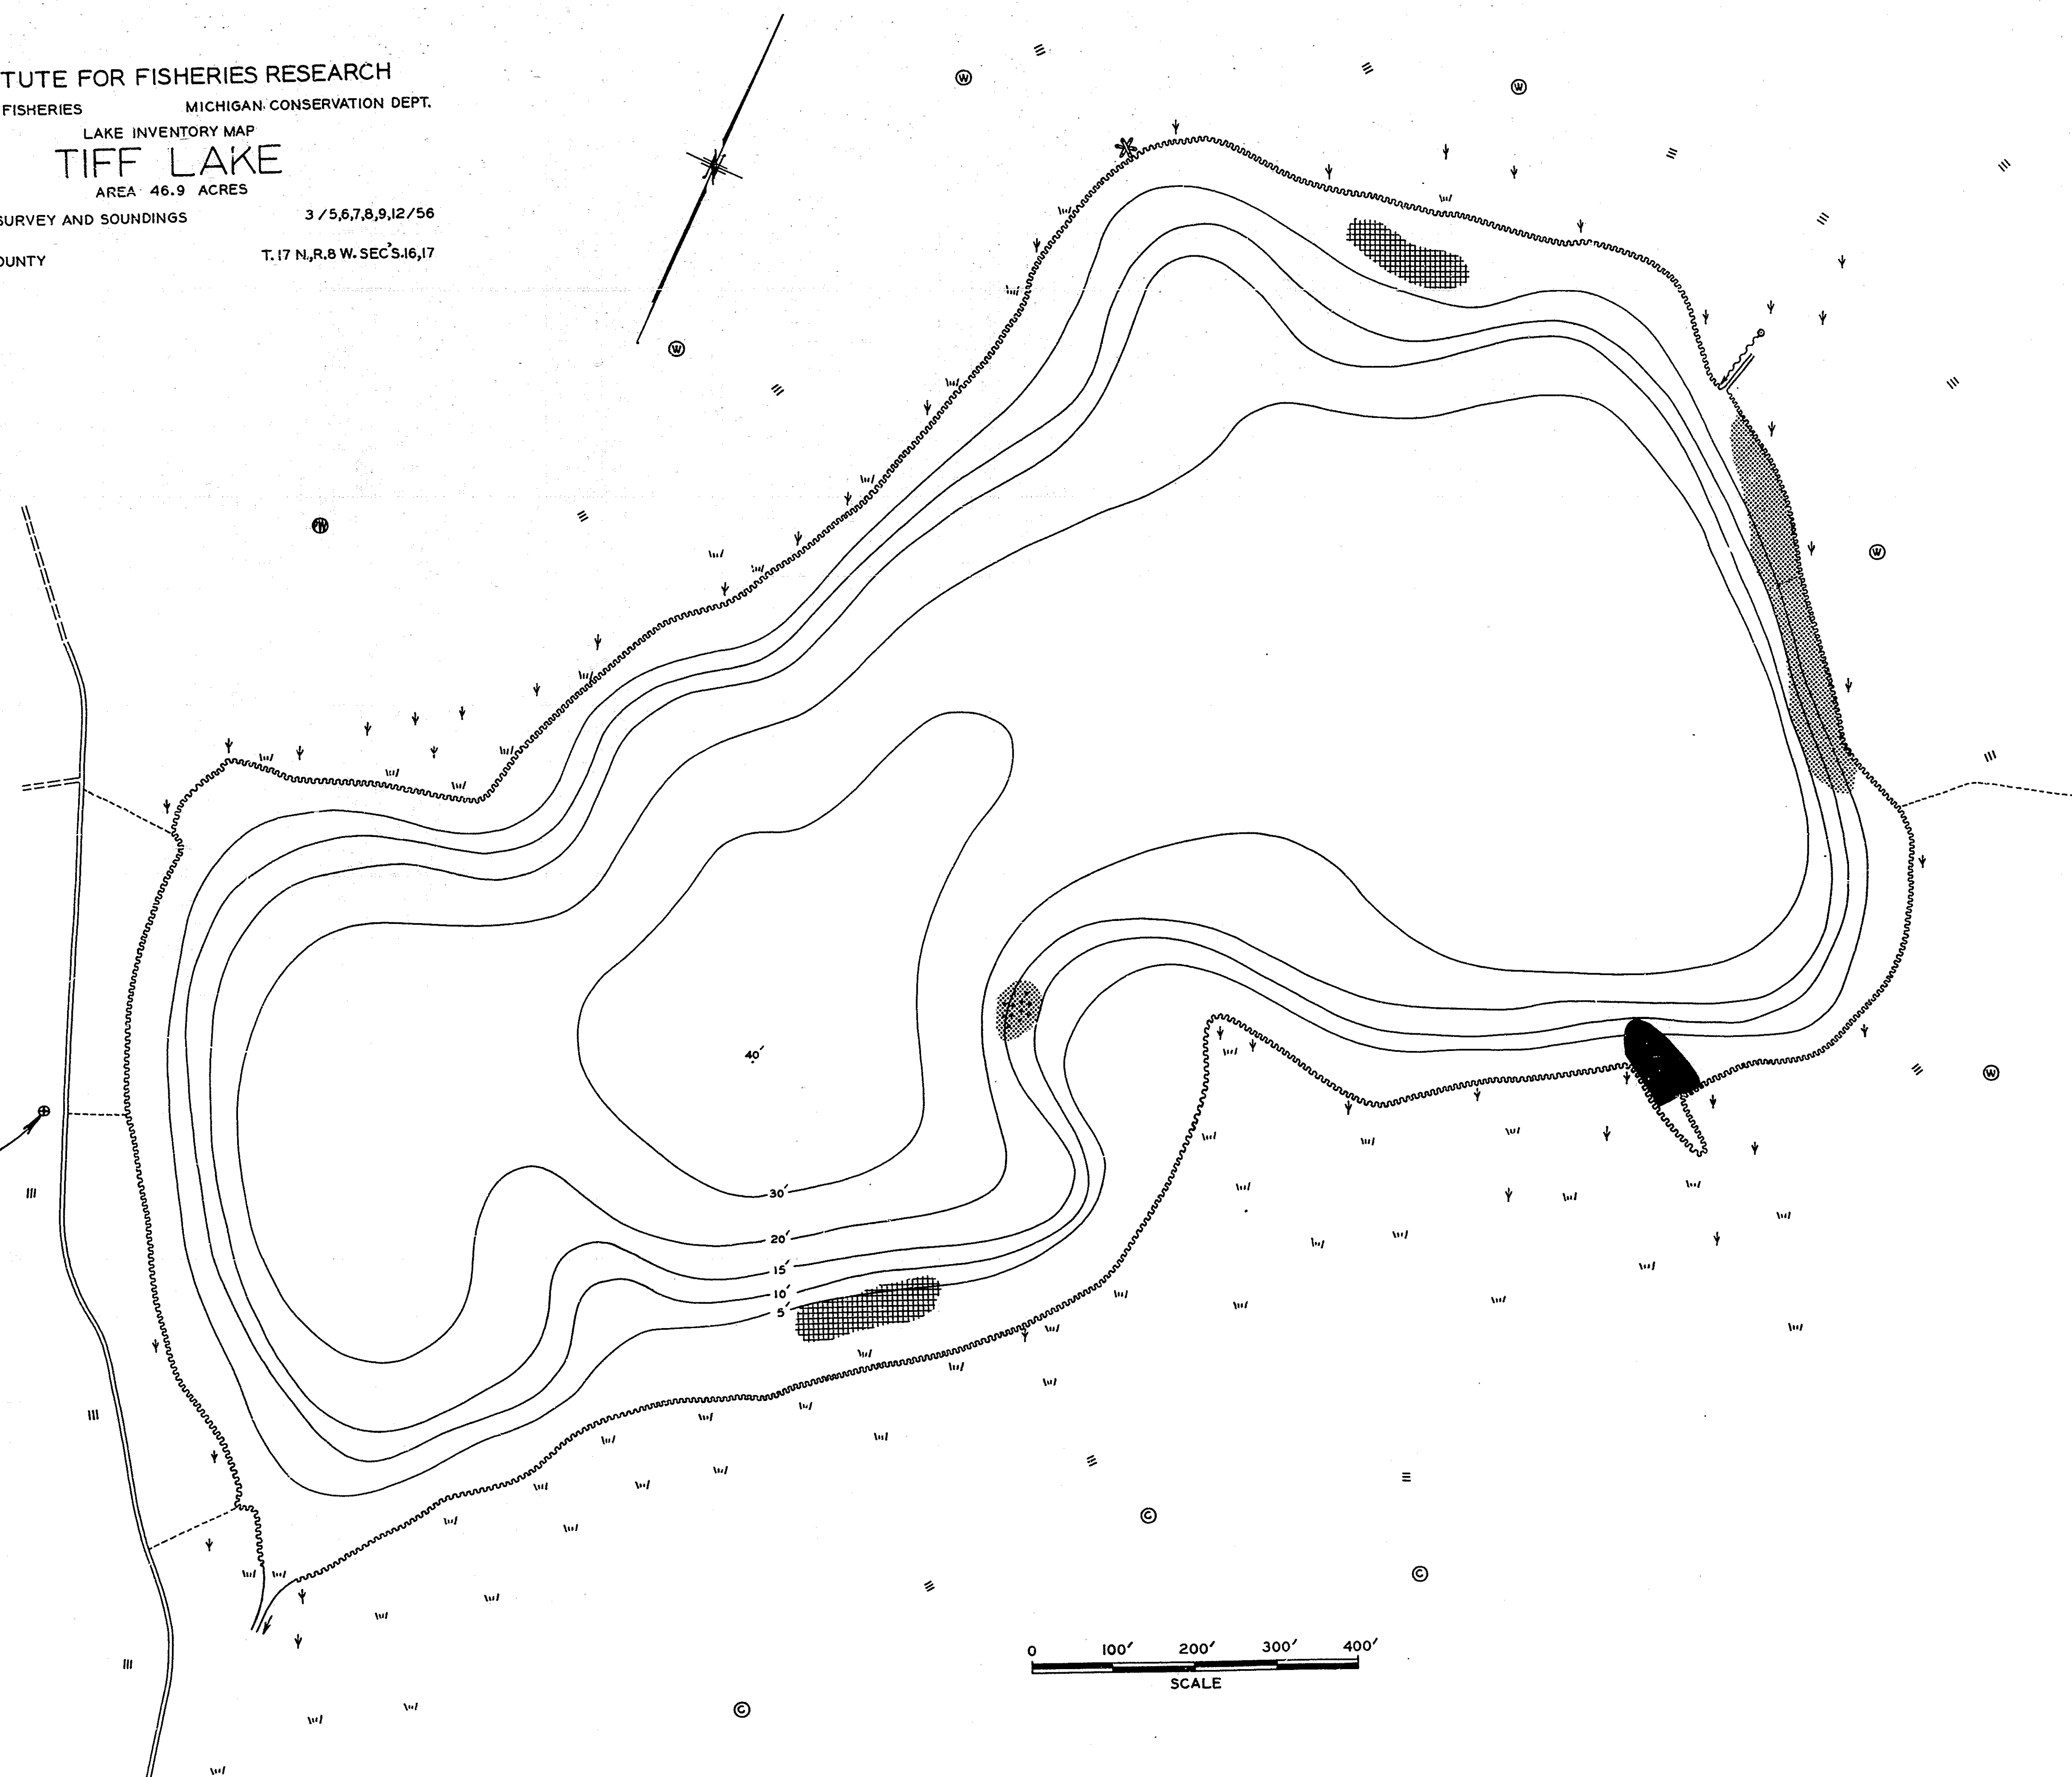 TUTE FOR FISHERIES RESEARCH
FISHERIES MICHIGAN CONSERVATION DEPT.
LAKE INVENTORY MAP
TIFF LAKE
AREA 46.9 ACRES
SURVEY AND SOUNDINGS 3/5,6,7,8,9,12/56
OUNTY T.17 N.,R.8 W. SEC'S.16,17
W
W
W
W
W
40'
30'
20'
15'
10'
5'
C
C
C
0 100' 200' 300' 400'
SCALE